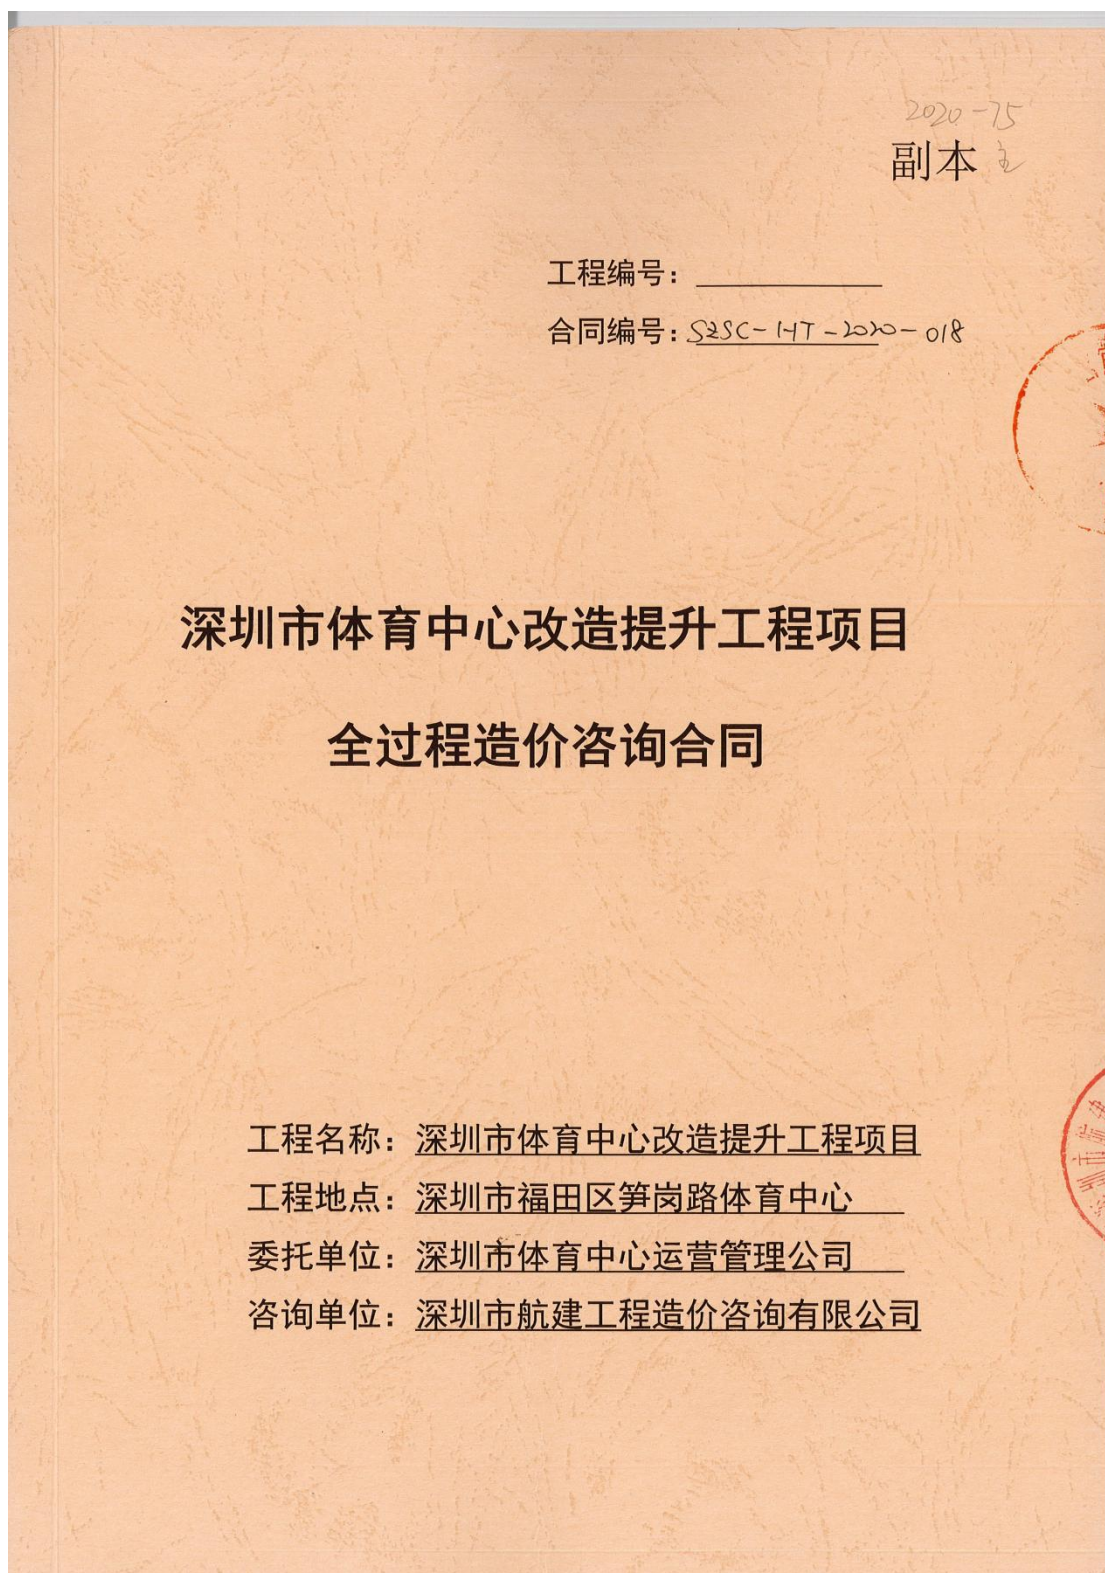 2020-75
副本
工程编号：
合同编号：SZSC-HT-2020-018
深圳市体育中心改造提升工程项目
全过程造价咨询合同
工程名称：深圳市体育中心改造提升工程项目
工程地点：深圳市福田区笋岗路体育中心
委托单位：深圳市体育中心运营管理公司
咨询单位：深圳市航建工程造价咨询有限公司